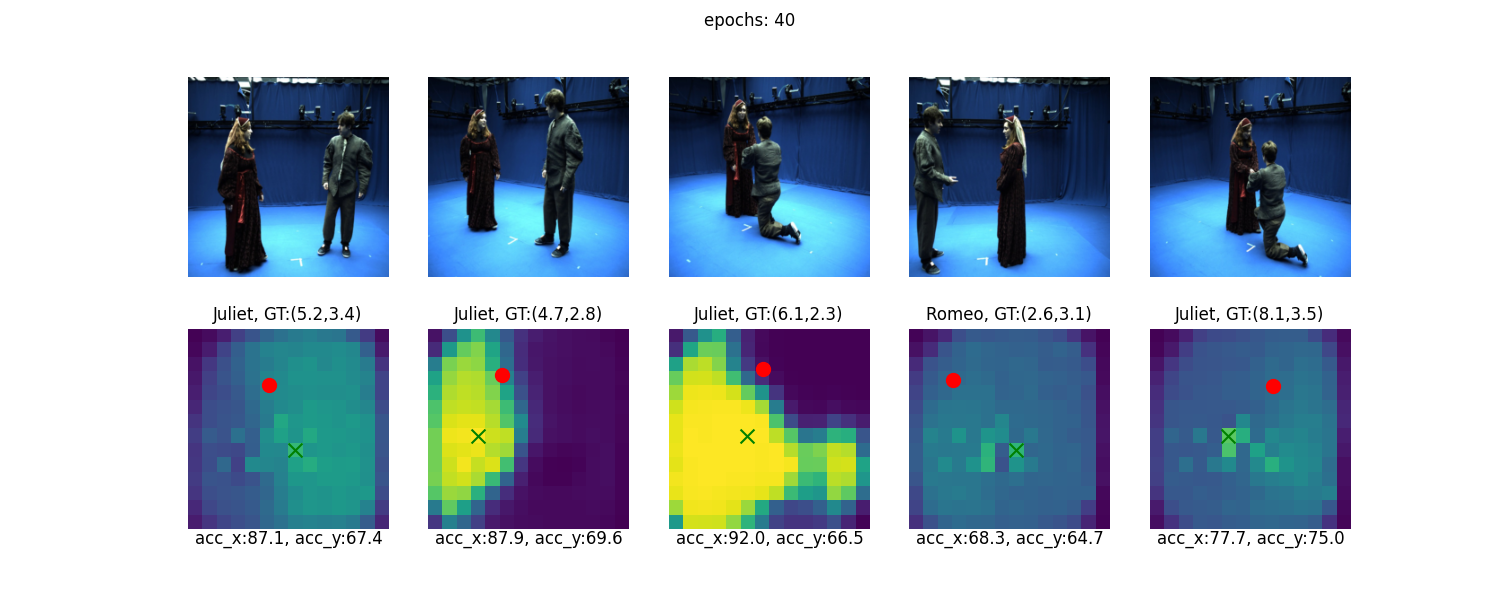 epochs: 40
Juliet, GT:(5.2,3.4)
Juliet, GT:(4.7,2.8)
Juliet, GT:(6.1,2.3)
Romeo, GT:(2.6,3.1)
Juliet, GT:(8.1,3.5)
acc_x:87.1, acc_y:67.4
acc_x:87.9, acc_y:69.6
acc_x:92.0, acc_y:66.5
acc_x:68.3, acc_y:64.7
acc_x:77.7, acc_y:75.0